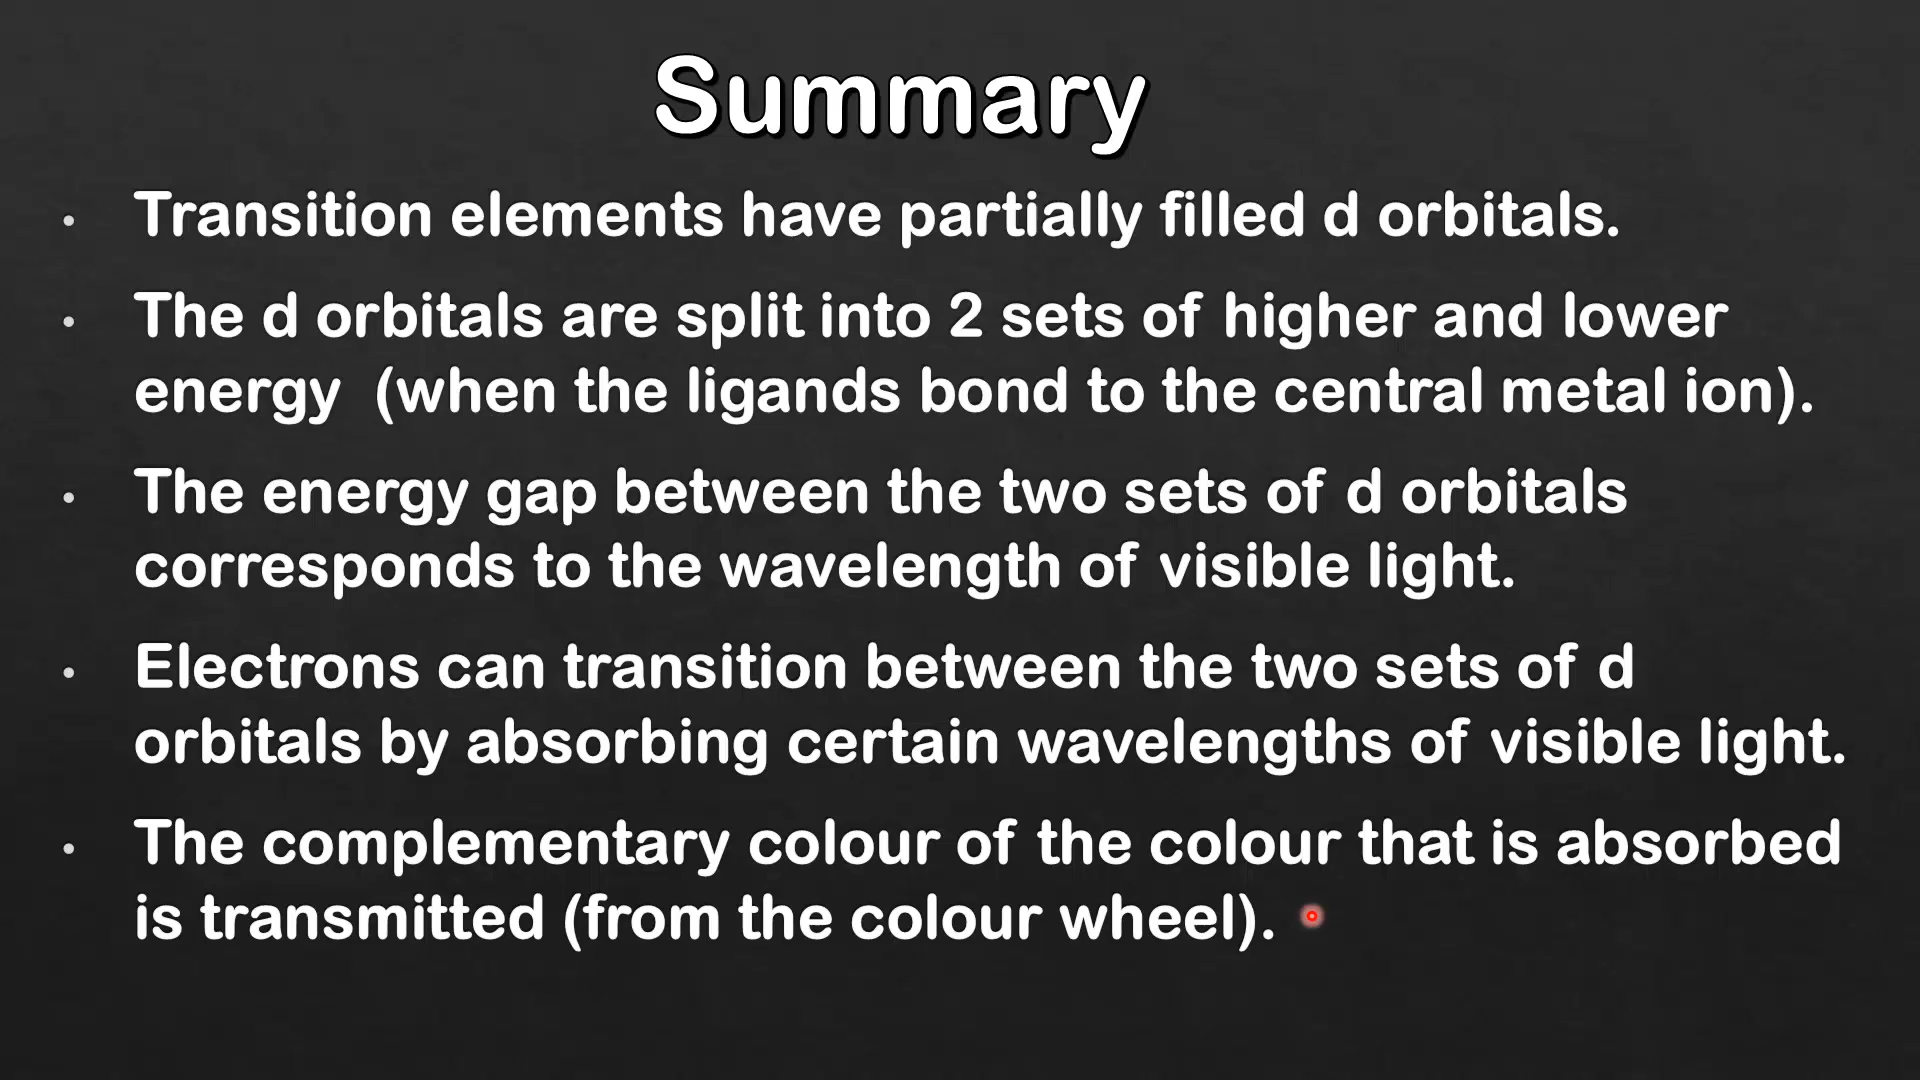 Summary
• Transition elements have partially filled d orbitals.
• The d orbitals are split into 2 sets of higher and lower
energy (when the ligands bond to the central metal ion).
• The energy gap between the two sets of d orbitals
corresponds to the wavelength of visible light.
• Electrons can transition between the two sets of d
orbitals by absorbing certain wavelengths of visible light.
• The complementary colour of the colour that is absorbed
is transmitted (from the colour wheel).